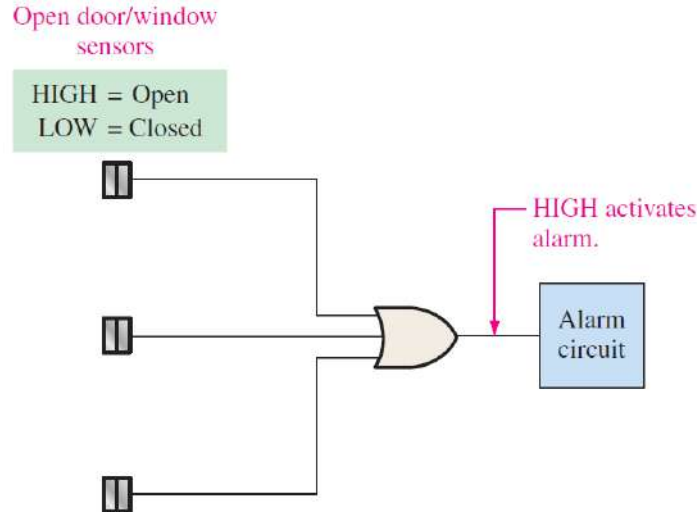 Open door/window
sensors
HIGH = Open
LOW = Closed
HIGH activates
alarm.
Alarm
circuit